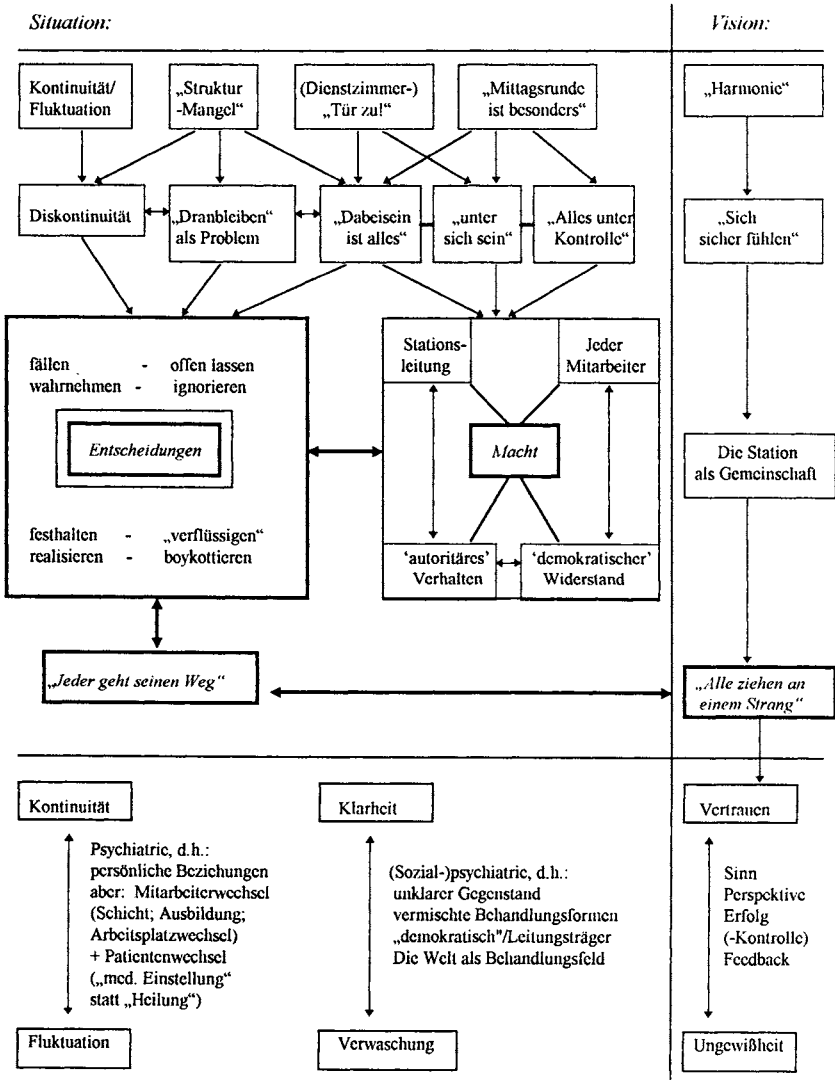 Situation:
Vision:
Kontinuität/
Fluktuation
„Struktur
-Mangel“
(Dienstzimmer-)
„Tür zu!“
„Mittagsrunde
ist besonders“
„Harmonie“
Diskontinuität
„Dranbleiben“
als Problem
„Dabeisein
ist alles“
„unter
sich sein“
„Alles unter
Kontrolle“
„Sich
sicher fühlen“
fällen - offen lassen
wahrnehmen - ignorieren
Entscheidungen
festhalten - „verflüssigen“
realisieren - boykottieren
Stations-
leitung
Jeder
Mitarbeiter
Macht
'autoritäres'
Verhalten
'demokratischer'
Widerstand
Die Station
als Gemeinschaft
„Jeder geht seinen Weg“
„Alle ziehen an
einem Strang“
Kontinuität
Psychiatrie, d.h.:
persönliche Beziehungen
aber: Mitarbeiterwechsel
(Schicht; Ausbildung;
Arbeitsplatzwechsel)
+ Patientenwechsel
(„med. Einstellung“
statt „Heilung“)
Fluktuation
Klarheit
(Sozial-)psychiatrie, d.h.:
unklarer Gegenstand
vermischte Behandlungsformen
„demokratisch"/Leitungsträger
Die Welt als Behandlungsfeld
Verwaschung
Vertrauen
Sinn
Perspektive
Erfolg
(-Kontrolle)
Feedback
Ungewißheit